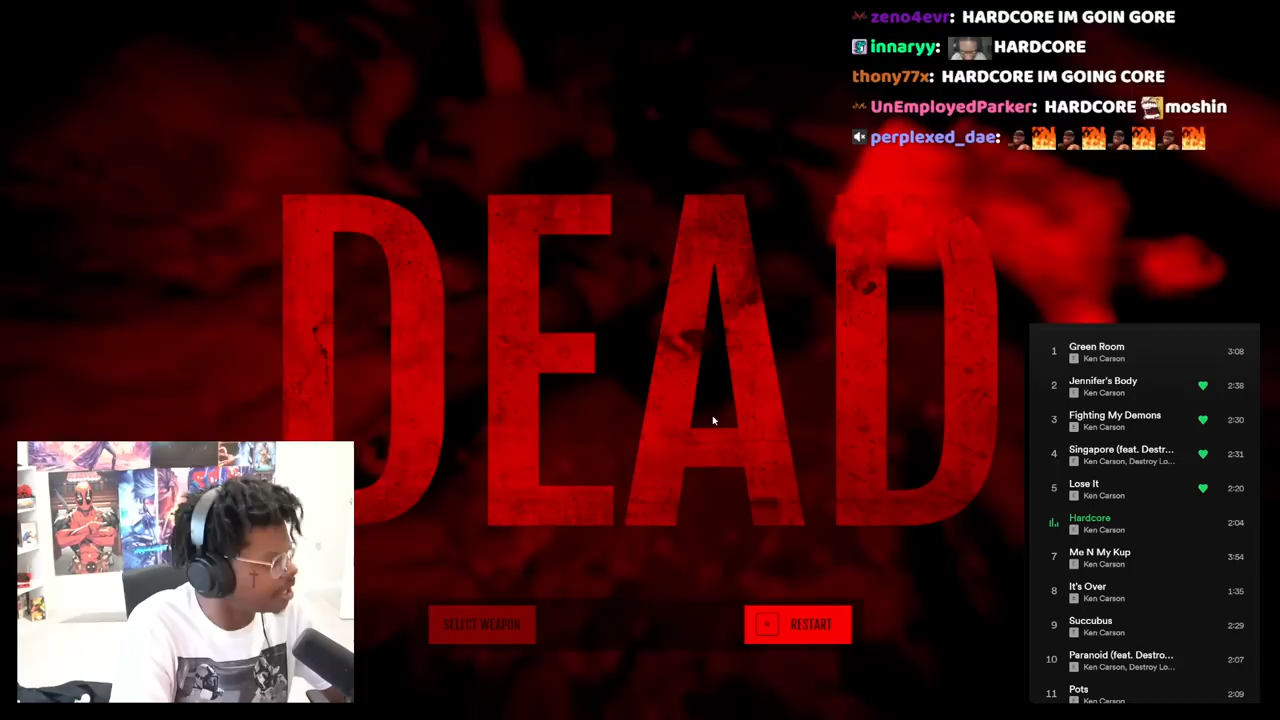 zeno4evr: HARDCORE IM GOIN GORE
innaryy: HARDCORE
thony77x: HARDCORE IM GOING CORE
UnEmployedParker: HARDCORE moshin
perplexed_dae:
DEAD
SELECT WEAPON
RESTART
1 Green Room 3:08
E Ken Carson
2 Jennifer's Body 2:38
E Ken Carson
3 Fighting My Demons 2:30
E Ken Carson
4 Singapore (feat. Destr... 2:31
E Ken Carson, Destroy Lo...
5 Lose It 2:20
E Ken Carson
Hardcore 2:04
E Ken Carson
7 Me N My Kup 3:54
E Ken Carson
8 It's Over 1:35
E Ken Carson
9 Succubus 2:29
E Ken Carson
10 Paranoid (feat. Destro... 2:07
E Ken Carson, Destroy Lo...
11 Pots 2:09
E Ken Carson